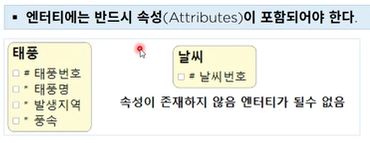 ▪ 엔터티에는 반드시 속성(Attributes)이 포함되어야 한다.
태풍
□ # 태풍번호
□ * 태풍명
□ * 발생지역
□ * 풍속
날씨
□ # 날씨번호
속성이 존재하지 않음 엔터티가 될수 없음